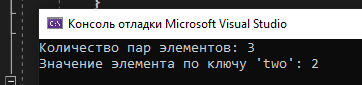 Консоль отладки Microsoft Visual Studio
Количество пар элементов: 3
Значение элемента по ключу 'two': 2